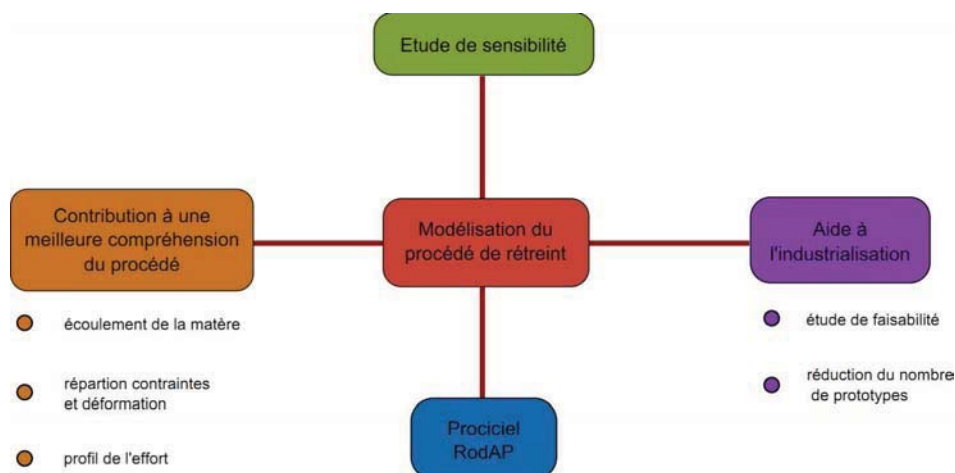 Etude de sensibilité
Contribution à une
meilleure compréhension
du procédé
Modélisation du
procédé de rétreint
Aide à
l'industrialisation
écoulement de la matère
répartion contraintes
et déformation
profil de l'effort
étude de faisabilité
réduction du nombre
de prototypes
Prociciel
RodAP